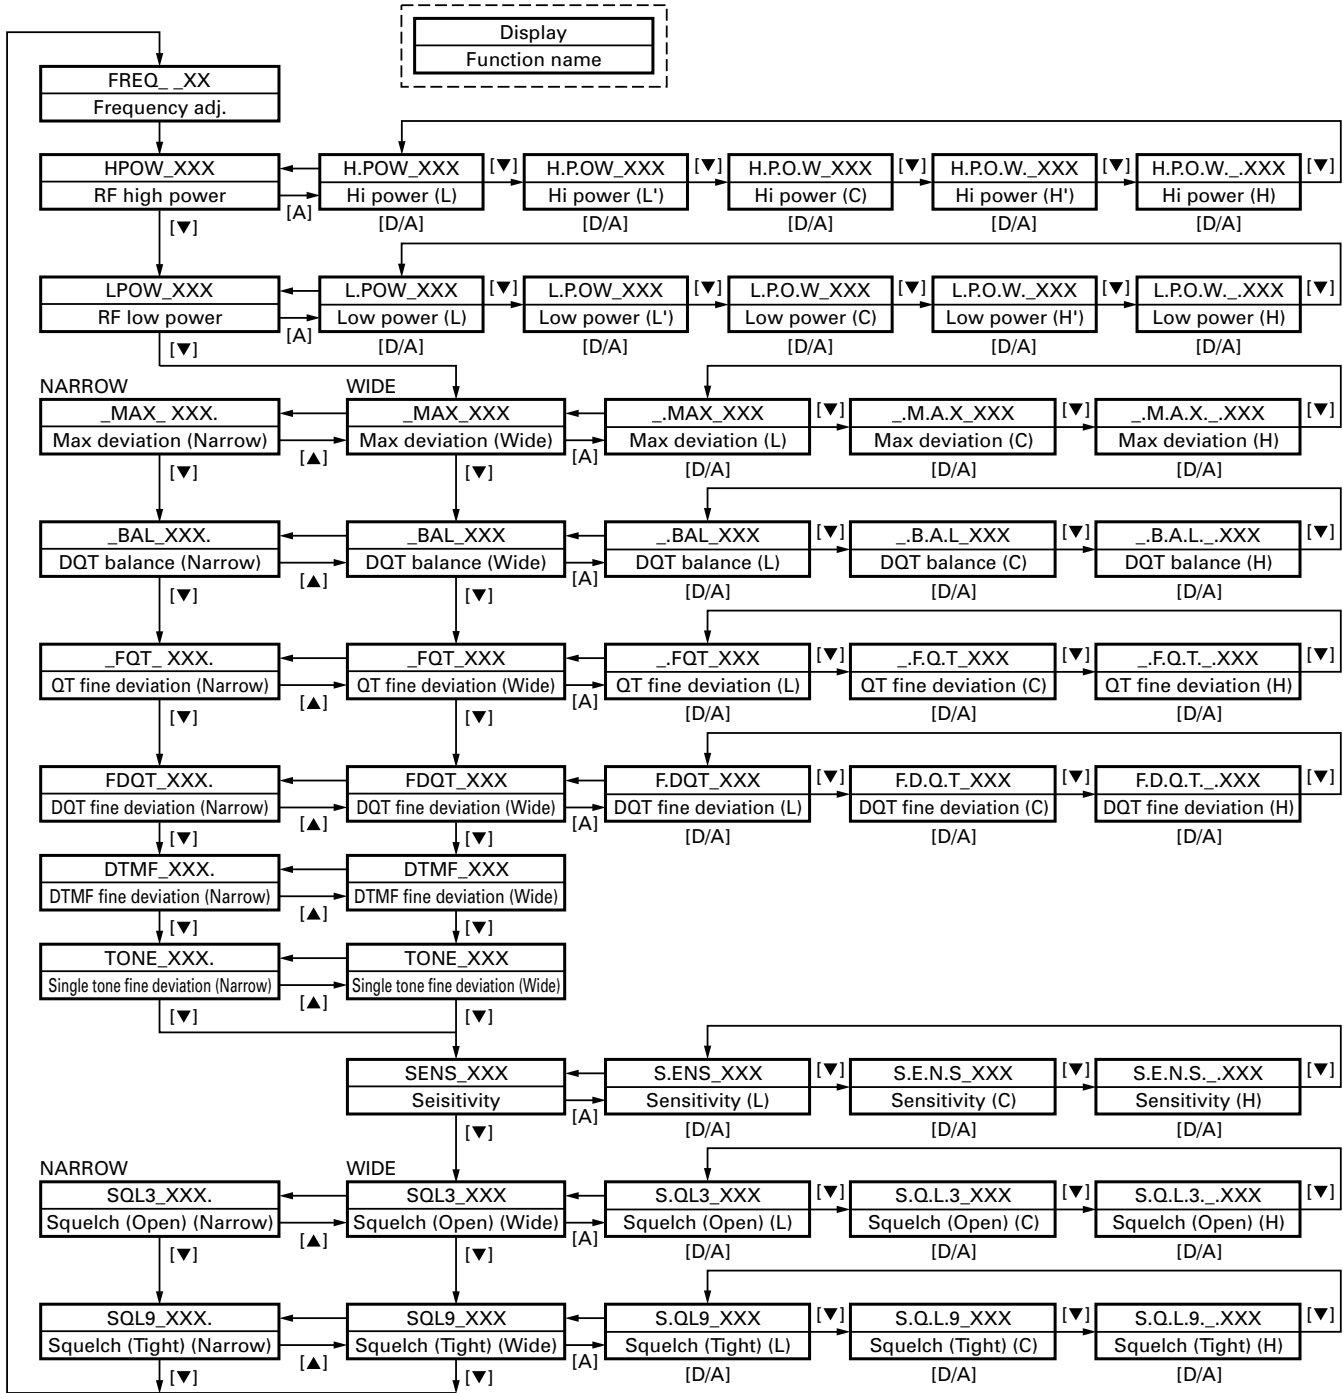 Display
Function name
FREQ_ _XX
Frequency adj.
HPOW_XXX
RF high power
[▼]
[A]
H.POW_XXX
Hi power (L)
[D/A]
[▼]
H.P.OW_XXX
Hi power (L')
[D/A]
[▼]
H.P.O.W_XXX
Hi power (C)
[D/A]
[▼]
H.P.O.W._XXX
Hi power (H')
[D/A]
[▼]
H.P.O.W._.XXX
Hi power (H)
[D/A]
[▼]
LPOW_XXX
RF low power
[▼]
[A]
L.POW_XXX
Low power (L)
[D/A]
[▼]
L.P.OW_XXX
Low power (L')
[D/A]
[▼]
L.P.O.W_XXX
Low power (C)
[D/A]
[▼]
L.P.O.W._XXX
Low power (H')
[D/A]
[▼]
L.P.O.W._.XXX
Low power (H)
[D/A]
[▼]
NARROW
WIDE
_MAX_ XXX.
Max deviation (Narrow)
[▼]
[▲]
_MAX_XXX
Max deviation (Wide)
[▼]
[A]
_.MAX_XXX
Max deviation (L)
[D/A]
[▼]
_.M.A.X_XXX
Max deviation (C)
[D/A]
[▼]
_.M.A.X._.XXX
Max deviation (H)
[D/A]
[▼]
_BAL_XXX.
DQT balance (Narrow)
[▼]
[▲]
_BAL_XXX
DQT balance (Wide)
[▼]
[A]
_.BAL_XXX
DQT balance (L)
[D/A]
[▼]
_.B.A.L_XXX
DQT balance (C)
[D/A]
[▼]
_.B.A.L._.XXX
DQT balance (H)
[D/A]
[▼]
_FQT_ XXX.
QT fine deviation (Narrow)
[▼]
[▲]
_FQT_XXX
QT fine deviation (Wide)
[▼]
[A]
_.FQT_XXX
QT fine deviation (L)
[D/A]
[▼]
_.F.Q.T_XXX
QT fine deviation (C)
[D/A]
[▼]
_.F.Q.T._.XXX
QT fine deviation (H)
[D/A]
[▼]
FDQT_XXX.
DQT fine deviation (Narrow)
[▼]
[▲]
FDQT_XXX
DQT fine deviation (Wide)
[▼]
[A]
F.DQT_XXX
DQT fine deviation (L)
[D/A]
[▼]
F.D.Q.T_XXX
DQT fine deviation (C)
[D/A]
[▼]
F.D.Q.T._.XXX
DQT fine deviation (H)
[D/A]
[▼]
DTMF_XXX.
DTMF fine deviation (Narrow)
[▼]
[▲]
DTMF_XXX
DTMF fine deviation (Wide)
[▼]
TONE_XXX.
Single tone fine deviation (Narrow)
[▼]
[▲]
TONE_XXX
Single tone fine deviation (Wide)
[▼]
SENS_XXX
Seisitivity
[▼]
[A]
S.ENS_XXX
Sensitivity (L)
[D/A]
[▼]
S.E.N.S_XXX
Sensitivity (C)
[D/A]
[▼]
S.E.N.S._.XXX
Sensitivity (H)
[D/A]
[▼]
NARROW
WIDE
SQL3_XXX.
Squelch (Open) (Narrow)
[▼]
[▲]
SQL3_XXX
Squelch (Open) (Wide)
[▼]
[A]
S.QL3_XXX
Squelch (Open) (L)
[D/A]
[▼]
S.Q.L.3_XXX
Squelch (Open) (C)
[D/A]
[▼]
S.Q.L.3._.XXX
Squelch (Open) (H)
[D/A]
[▼]
SQL9_XXX.
Squelch (Tight) (Narrow)
[▼]
[▲]
SQL9_XXX
Squelch (Tight) (Wide)
[▼]
[A]
S.QL9_XXX
Squelch (Tight) (L)
[D/A]
[▼]
S.Q.L.9_XXX
Squelch (Tight) (C)
[D/A]
[▼]
S.Q.L.9._.XXX
Squelch (Tight) (H)
[D/A]
[▼]